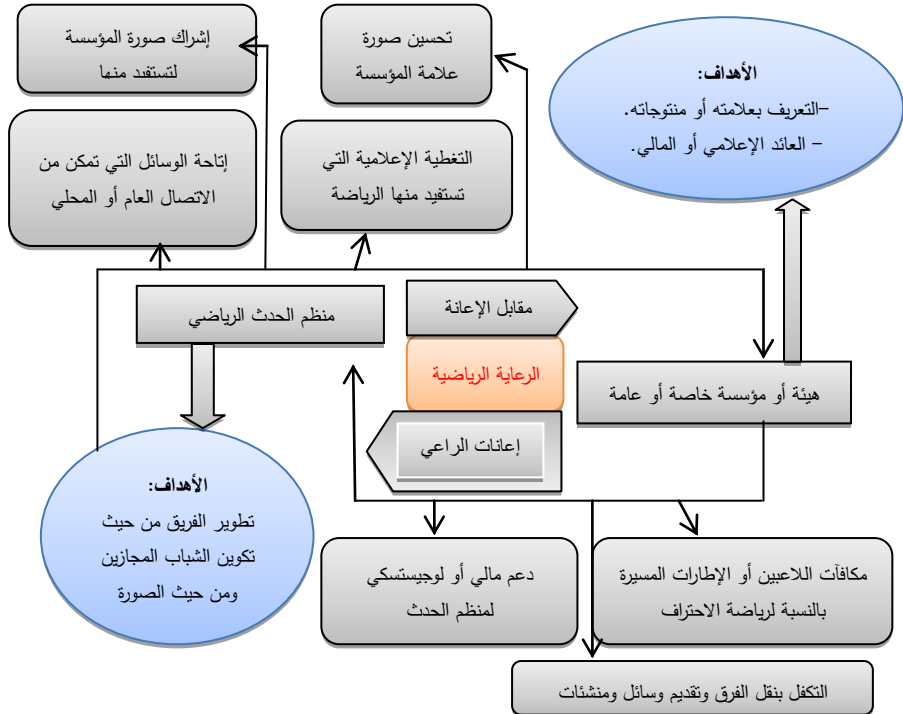 إشراك صورة المؤسسة
لتستفيد منها
تحسين صورة
علامة المؤسسة
الأهداف:
-التعريف بعلامته أو منتوجاته.
- العائد الإعلامي أو المالي.
إتاحة الوسائل التي تمكن من
الاتصال العام أو المحلي
التغطية الإعلامية التي
تستفيد منها الرياضة
منظم الحدث الرياضي
مقابل الإعانة
الرعاية الرياضية
إعانات الراعي
هيئة أو مؤسسة خاصة أو عامة
الأهداف:
تطوير الفريق من حيث
تكوين الشباب المجازين
ومن حيث الصورة
دعم مالي أو لوجيستسكي
لمنظم الحدث
مكافآت اللاعبين أو الإطارات المسيرة
بالنسبة لرياضة الاحتراف
التكفل بنقل الفرق وتقديم وسائل ومنشئات